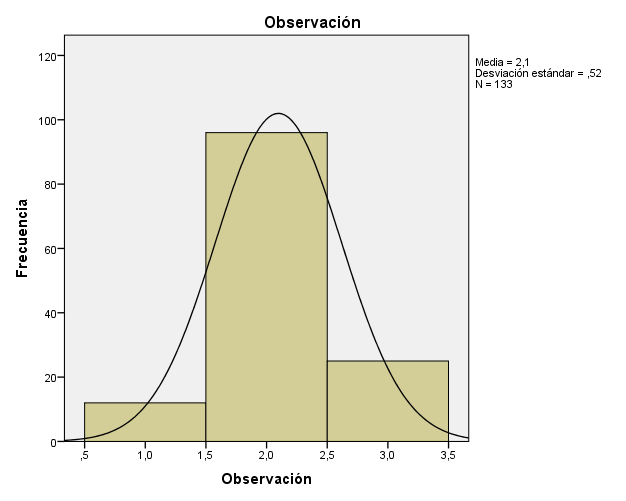 Observación
120
100
80
60
40
20
0
Frecuencia
,5
1,0
1,5
2,0
2,5
3,0
3,5
Observación
Media = 2,1
Desviación estándar = ,52
N = 133